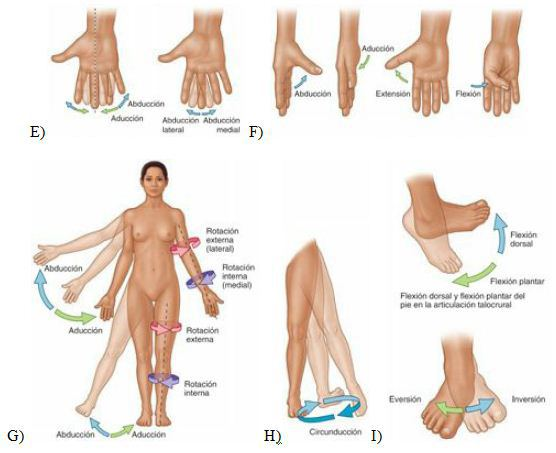 Abducción
Aducción
Abducción
lateral
Abducción
medial
E)
Abducción
Aducción
Extensión
Flexión
F)
Abducción
Aducción
Rotación
externa
(lateral)
Rotación
interna
(medial)
Rotación
externa
Rotación
interna
Abducción
Aducción
G)
Circunducción
H)
Flexión
dorsal
Flexión plantar
Flexión dorsal y flexión plantar del
pie en la articulación talocrural
Eversión
Inversión
I)